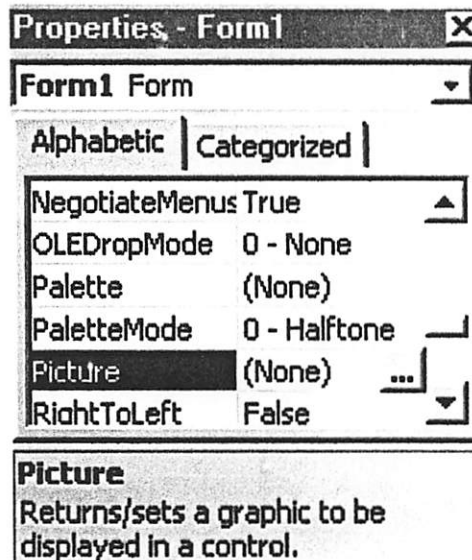 Properties - Form1
Form1 Form
Alphabetic Categorized
NegotiateMenus True
OLEDropMode 0 - None
Palette (None)
PaletteMode 0 - Halftone
Picture (None) ...
RightToLeft False
Picture
Returns/sets a graphic to be
displayed in a control.